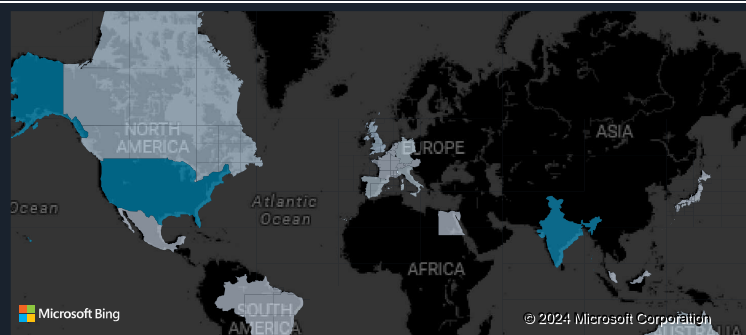 NORTH
AMERICA
EUROPE
ASIA
Atlantic
Ocean
Ocean
AFRICA
SOUTH
AMERICA
Microsoft Bing
© 2024 Microsoft Corporation